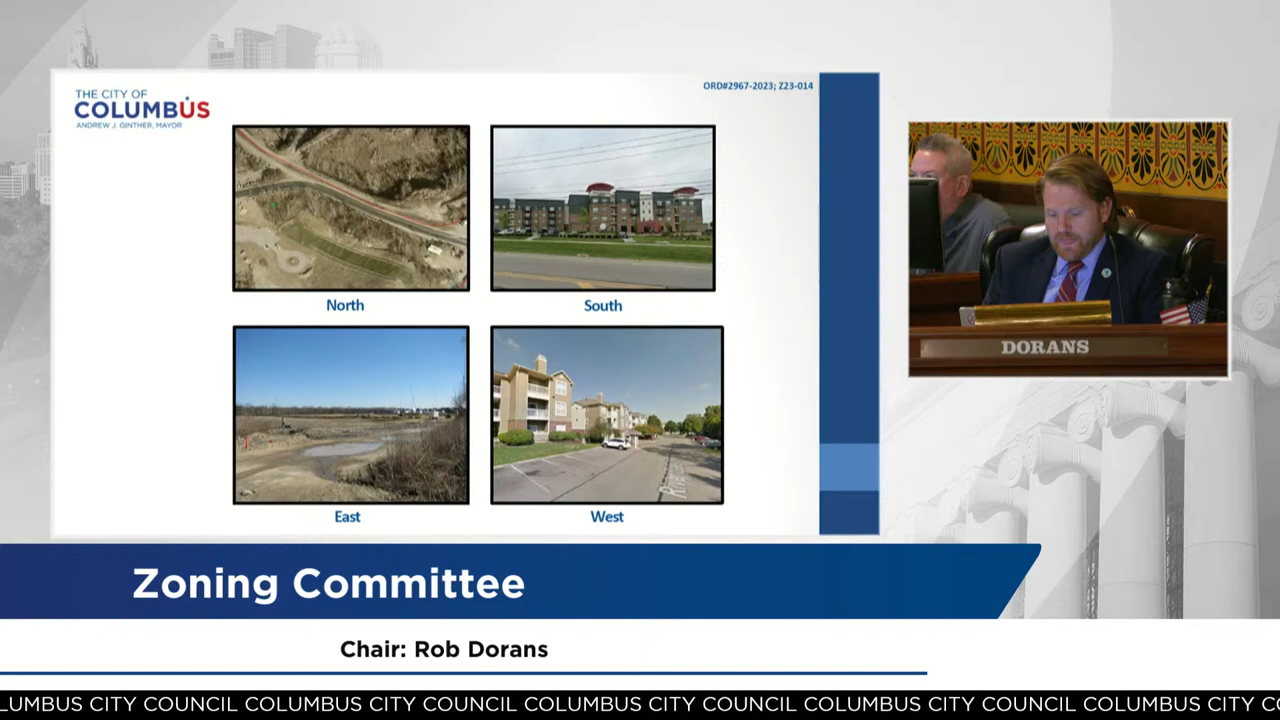 THE CITY OF
COLUMBUS
ANDREW J. GINTHER, MAYOR
ORD#2967-2023; Z23-014
North
South
East
West
DORANS
Zoning Committee
Chair: Rob Dorans
LUMBUS CITY COUNCIL COLUMBUS CITY COUNCIL COLUMBUS CITY COUNCIL COLUMBUS CITY COUNCIL COLUMBUS CITY COUNCIL C